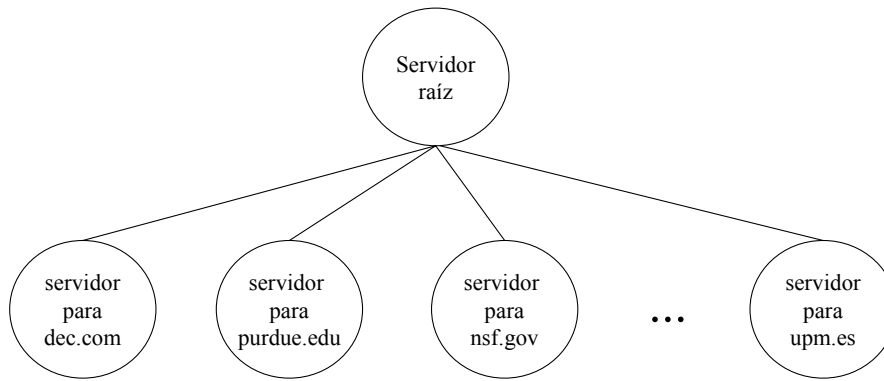 Servidor
raíz
servidor
para
dec.com
servidor
para
purdue.edu
servidor
para
nsf.gov
...
servidor
para
upm.es